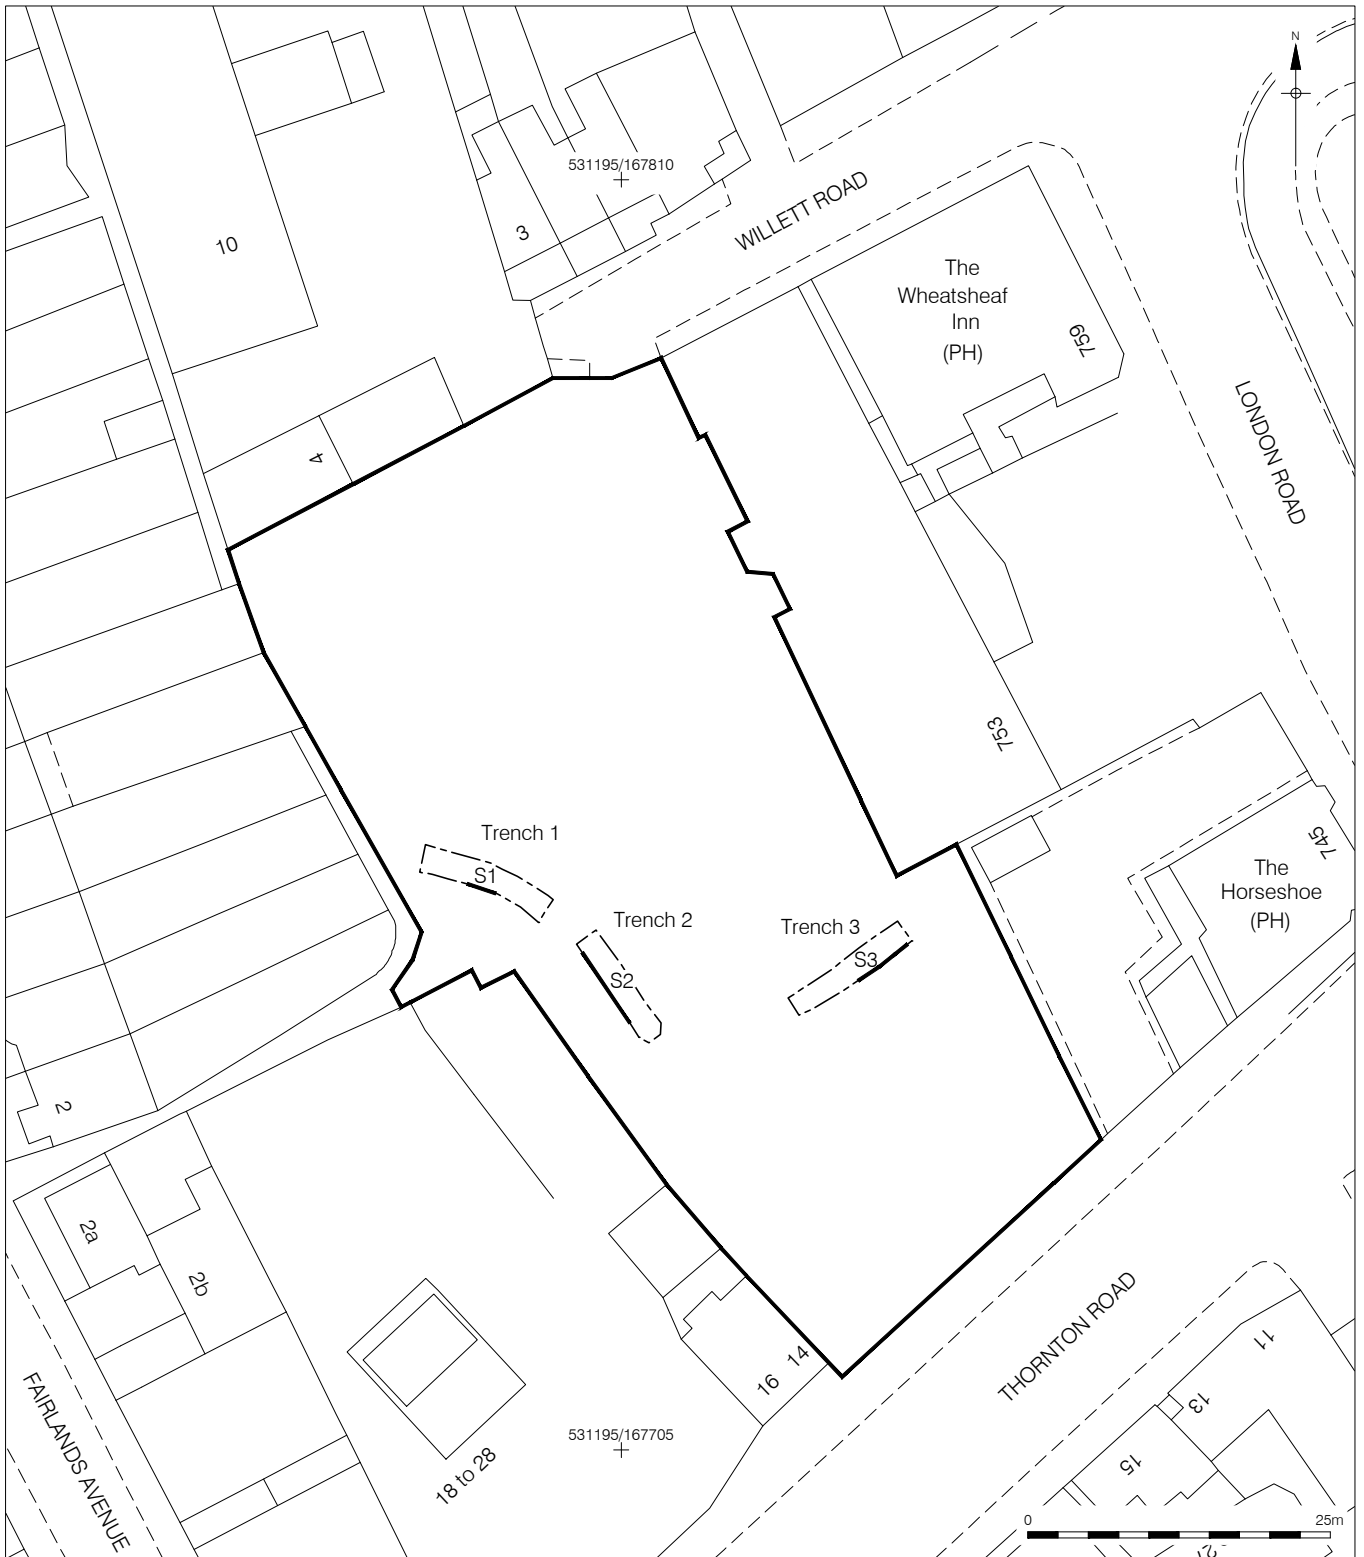 N
531195/167810
3
10
WILLETT ROAD
The
Wheatsheaf
Inn
(PH)
759
LONDON ROAD
4
753
Trench 1
S1
Trench 2
S2
Trench 3
S3
745
The
Horseshoe
(PH)
2
2a
2b
FAIRLANDS AVENUE
18 to 28
16
14
531195/167705
THORNTON ROAD
11
13
15
27
0
25m